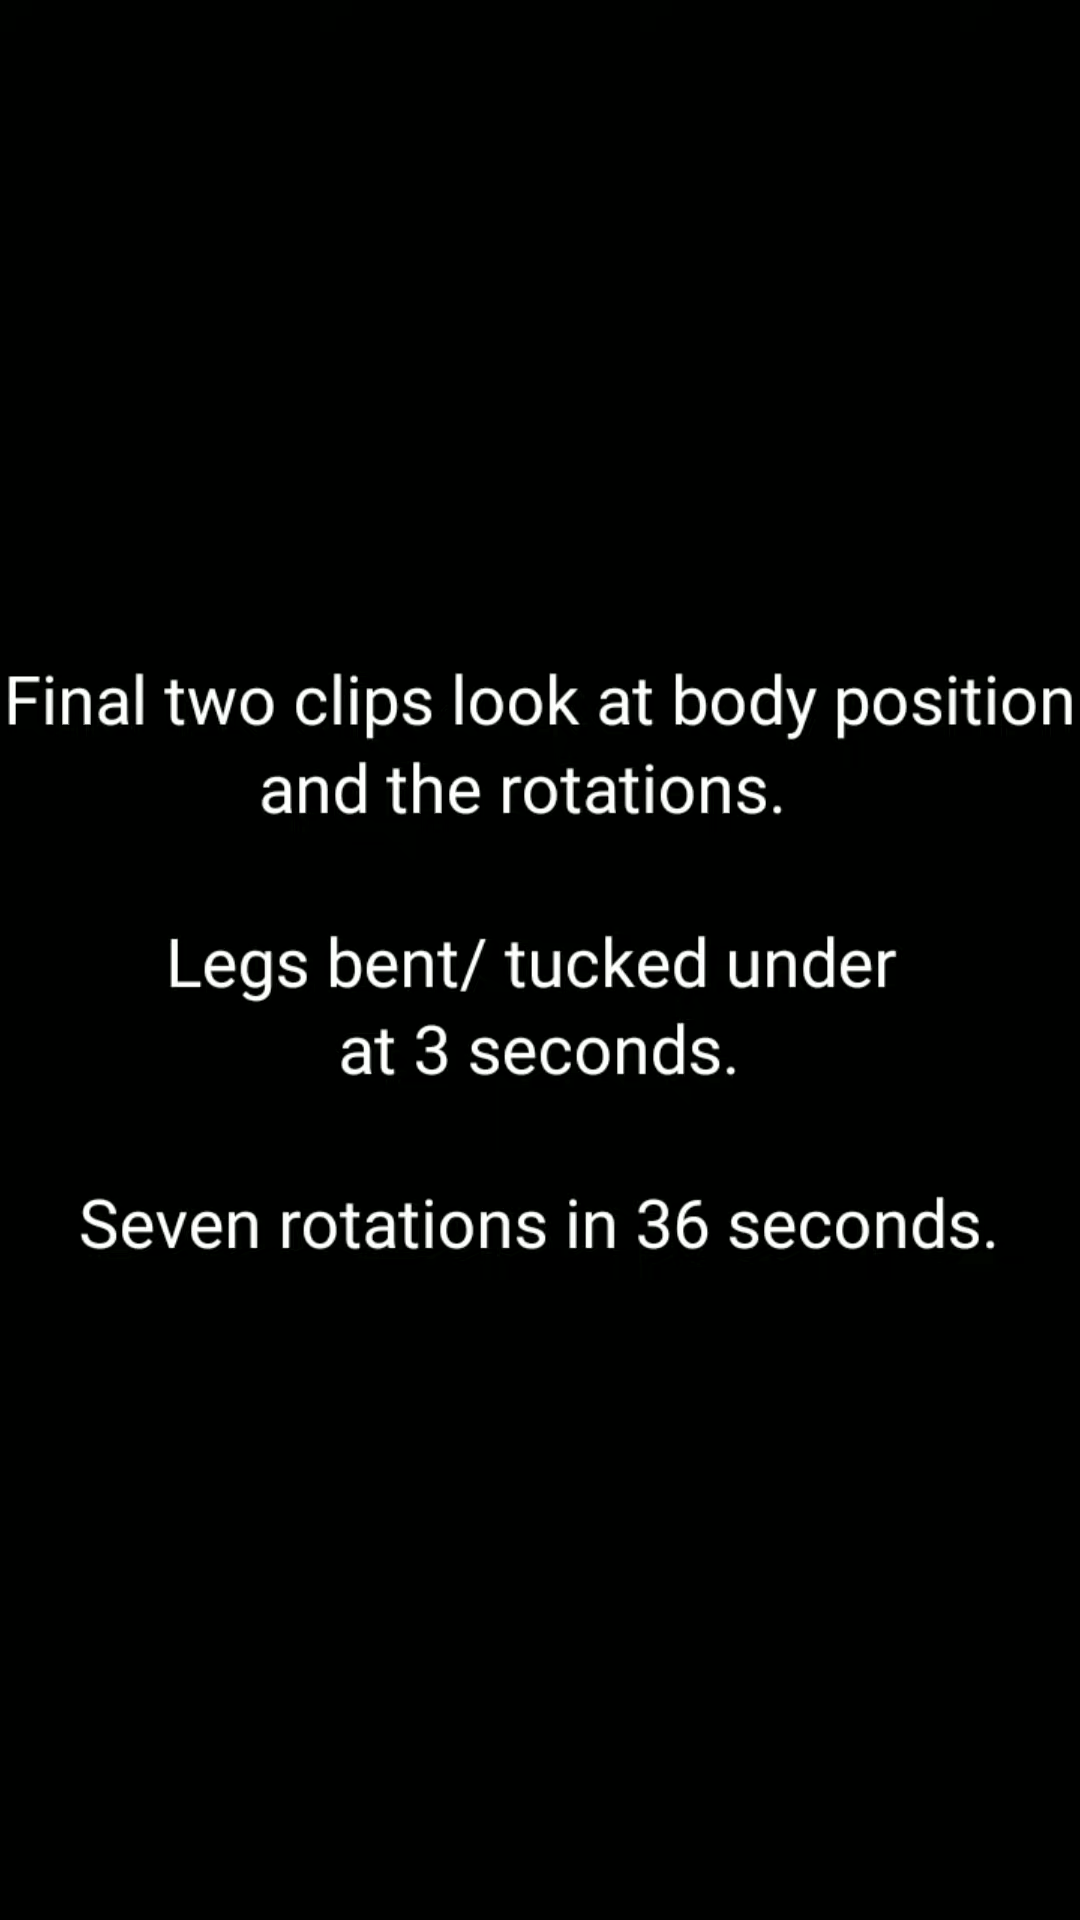 Final two clips look at body position
and the rotations.
Legs bent/ tucked under
at 3 seconds.
Seven rotations in 36 seconds.